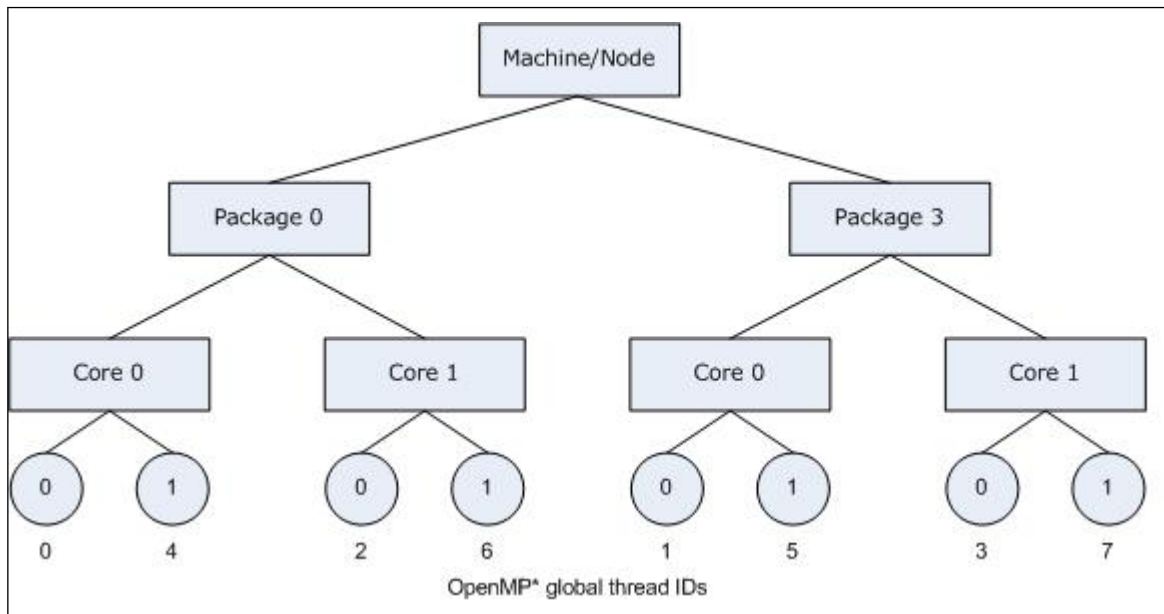 Machine/Node
Package 0 Package 3
Core 0 Core 1 Core 0 Core 1
0 1 0 1 0 1 0 1
0 4 2 6 1 5 3 7
OpenMP* global thread IDs